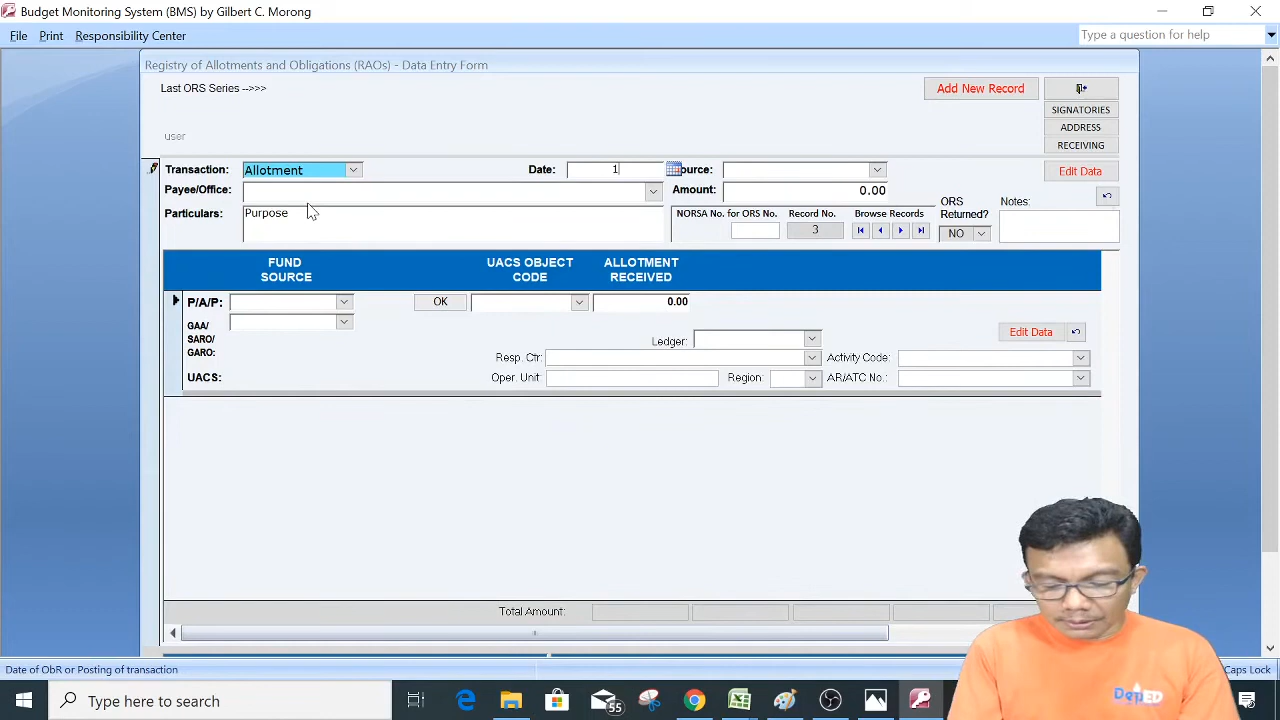 Budget Monitoring System (BMS) by Gilbert C. Morong
File Print Responsibility Center Type a question for help
Registry of Allotments and Obligations (RAOs) - Data Entry Form
Last ORS Series -->>> Add New Record
SIGNATORIES
user ADDRESS
RECEIVING
Transaction: Allotment Date: 1 ource: Edit Data
Payee/Office: Amount: 0.00
Particulars: Purpose NORSA No. for ORS No. Record No. Browse Records ORS Returned? Notes:
3 NO
FUND SOURCE UACS OBJECT CODE ALLOTMENT RECEIVED
P/A/P: OK 0.00
GAA/
SARO/
GARO:
Ledger: Edit Data
Resp. Ctr: Activity Code:
UACS: Oper. Unit: Region: AR/ATC No.:
Total Amount:
Date of ObR or Posting of transaction Caps Lock
Type here to search 55
DepED